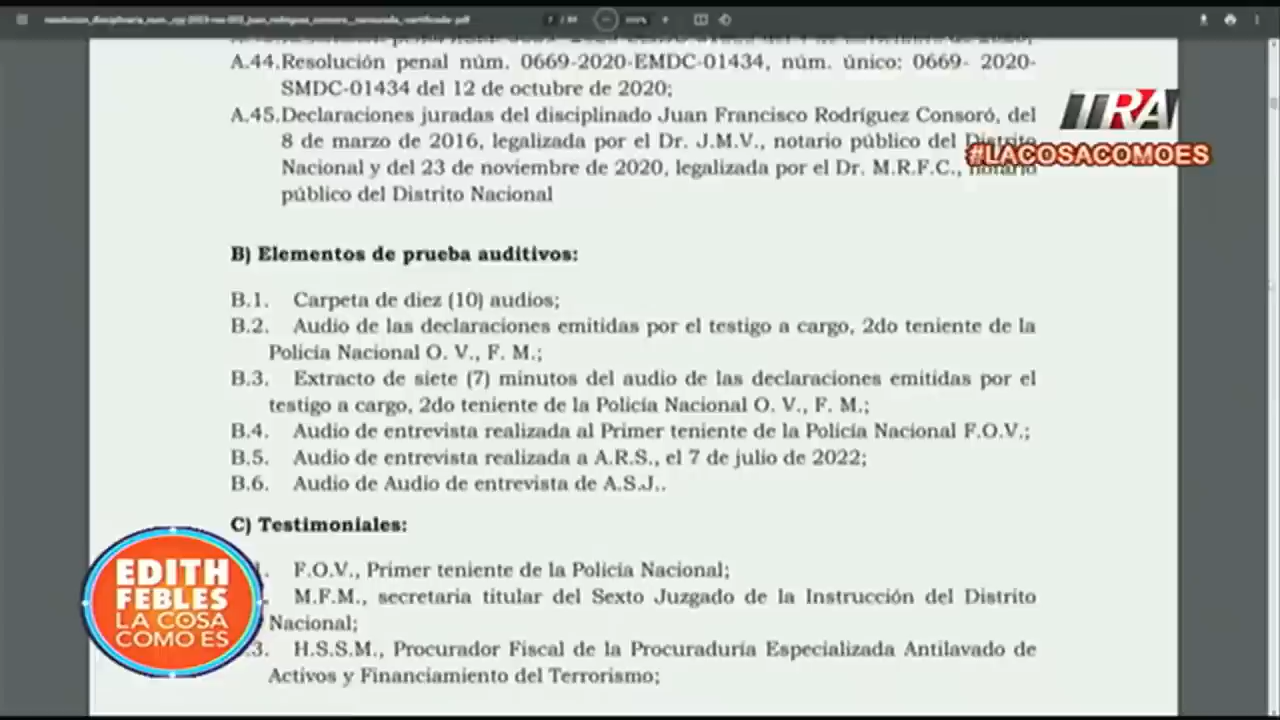 A.44.Resolución penal núm. 0669-2020-EMDC-01434, núm. único: 0669- 2020-
SMDC-01434 del 12 de octubre de 2020;
A.45.Declaraciones juradas del disciplinado Juan Francisco Rodríguez Consoró, del
8 de marzo de 2016, legalizada por el Dr. J.M.V., notario público del Distrito
Nacional y del 23 de noviembre de 2020, legalizada por el Dr. M.R.F.C., notario
público del Distrito Nacional
TRA
#LACOSACOMOES
B) Elementos de prueba auditivos:
B.1. Carpeta de diez (10) audios;
B.2. Audio de las declaraciones emitidas por el testigo a cargo, 2do teniente de la
Policía Nacional O. V., F. M.;
B.3. Extracto de siete (7) minutos del audio de las declaraciones emitidas por el
testigo a cargo, 2do teniente de la Policía Nacional O. V., F. M.;
B.4. Audio de entrevista realizada al Primer teniente de la Policía Nacional F.O.V.;
B.5. Audio de entrevista realizada a A.R.S., el 7 de julio de 2022;
B.6. Audio de Audio de entrevista de A.S.J..
C) Testimoniales:
F.O.V., Primer teniente de la Policía Nacional;
M.F.M., secretaria titular del Sexto Juzgado de la Instrucción del Distrito
Nacional;
3. H.S.S.M., Procurador Fiscal de la Procuraduría Especializada Antilavado de
Activos y Financiamiento del Terrorismo;
EDITH
FEBLES
LA COSA
COMO ES